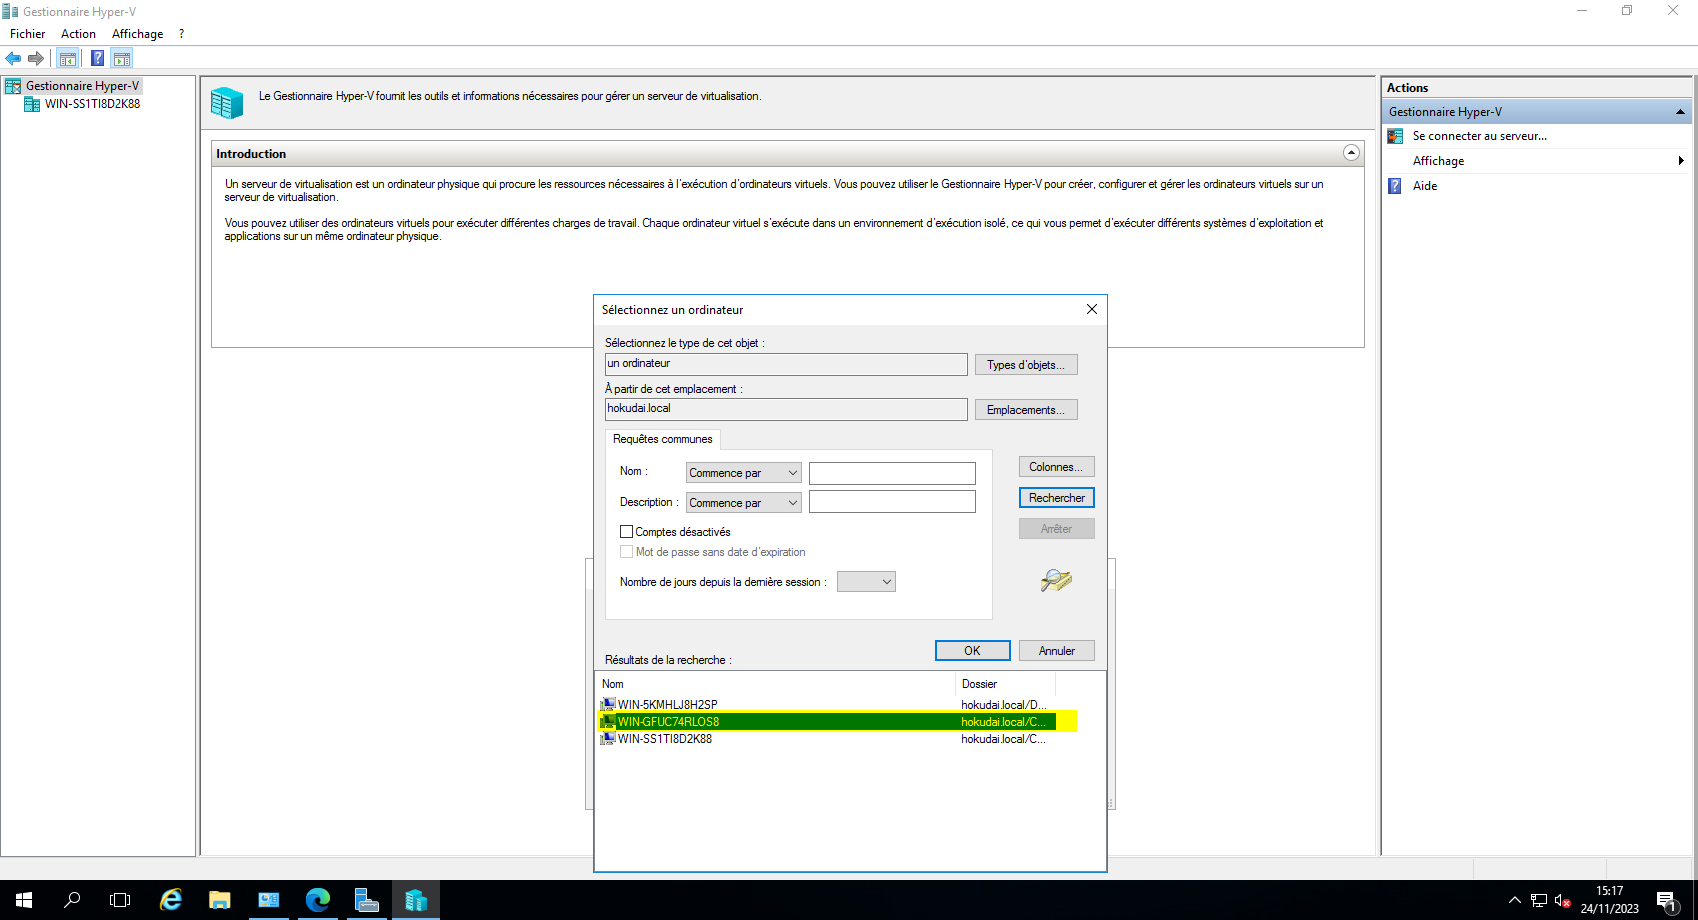 Gestionnaire Hyper-V
Fichier Action Affichage ?
Gestionnaire Hyper-V
WIN-SS1TI8D2K88
Le Gestionnaire Hyper-V fournit les outils et informations nécessaires pour gérer un serveur de virtualisation.
Introduction
Un serveur de virtualisation est un ordinateur physique qui procure les ressources nécessaires à l'exécution d'ordinateurs virtuels. Vous pouvez utiliser le Gestionnaire Hyper-V pour créer, configurer et gérer les ordinateurs virtuels sur un
serveur de virtualisation.
Vous pouvez utiliser des ordinateurs virtuels pour exécuter différentes charges de travail. Chaque ordinateur virtuel s'exécute dans un environnement d'exécution isolé, ce qui vous permet d'exécuter différents systèmes d'exploitation et
applications sur un même ordinateur physique.
Sélectionnez un ordinateur
Sélectionnez le type de cet objet :
un ordinateur
Types d'objets...
À partir de cet emplacement :
hokudai.local
Emplacements...
Requêtes communes
Nom : Commence par
Description : Commence par
Comptes désactivés
Mot de passe sans date d'expiration
Nombre de jours depuis la dernière session :
Colonnes...
Rechercher
Arrêter
OK Annuler
Résultats de la recherche :
Nom Dossier
WIN-5KMHLJ8H2SP hokudai.local/D...
WIN-GFUC74RLOS8 hokudai.local/C...
WIN-SS1TI8D2K88 hokudai.local/C...
Actions
Gestionnaire Hyper-V
Se connecter au serveur...
Affichage
? Aide
15:17
24/11/2023
1